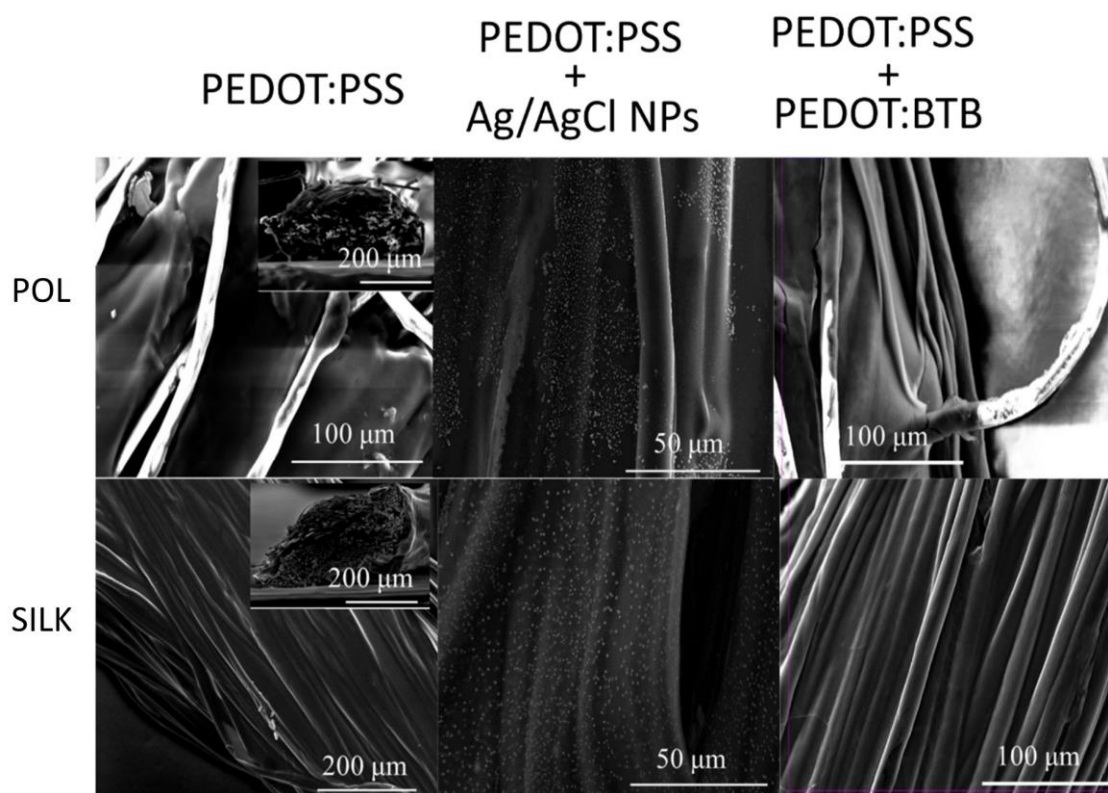 PEDOT:PSS
PEDOT:PSS
+
Ag/AgCl NPs
PEDOT:PSS
+
PEDOT:BTB
POL
200 µm
100 µm
50 µm
100 µm
SILK
200 µm
200 µm
50 µm
100 µm